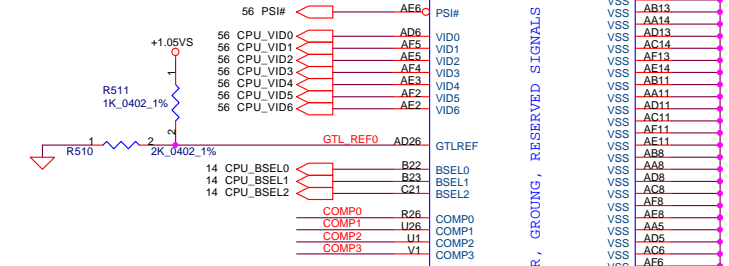 56 PSI# AE6 PSI#
+1.05VS
56 CPU_VID0 AD6 VID0
56 CPU_VID1 AF5 VID1
56 CPU_VID2 AE5 VID2
56 CPU_VID3 AF4 VID3
56 CPU_VID4 AE3 VID4
56 CPU_VID5 AF2 VID5
56 CPU_VID6 AE2 VID6
1
R511
1K_0402_1%
2
GTL_REF0 AD26 GTLREF
1 2
R510 2K_0402_1%
14 CPU_BSEL0 B22 BSEL0
14 CPU_BSEL1 B23 BSEL1
14 CPU_BSEL2 C21 BSEL2
COMP0 R26 COMP0
COMP1 U26 COMP1
COMP2 U1 COMP2
COMP3 V1 COMP3
R, GROUNG, RESERVED SIGNALS
VSS
VSS AB13
VSS AA14
VSS AD13
VSS AC14
VSS AF13
VSS AE14
VSS AB11
VSS AA11
VSS AD11
VSS AC11
VSS AF11
VSS AE11
VSS AB8
VSS AA8
VSS AD8
VSS AC8
VSS AF8
VSS AE8
VSS AA5
VSS AD5
VSS AC6
VSS AF6